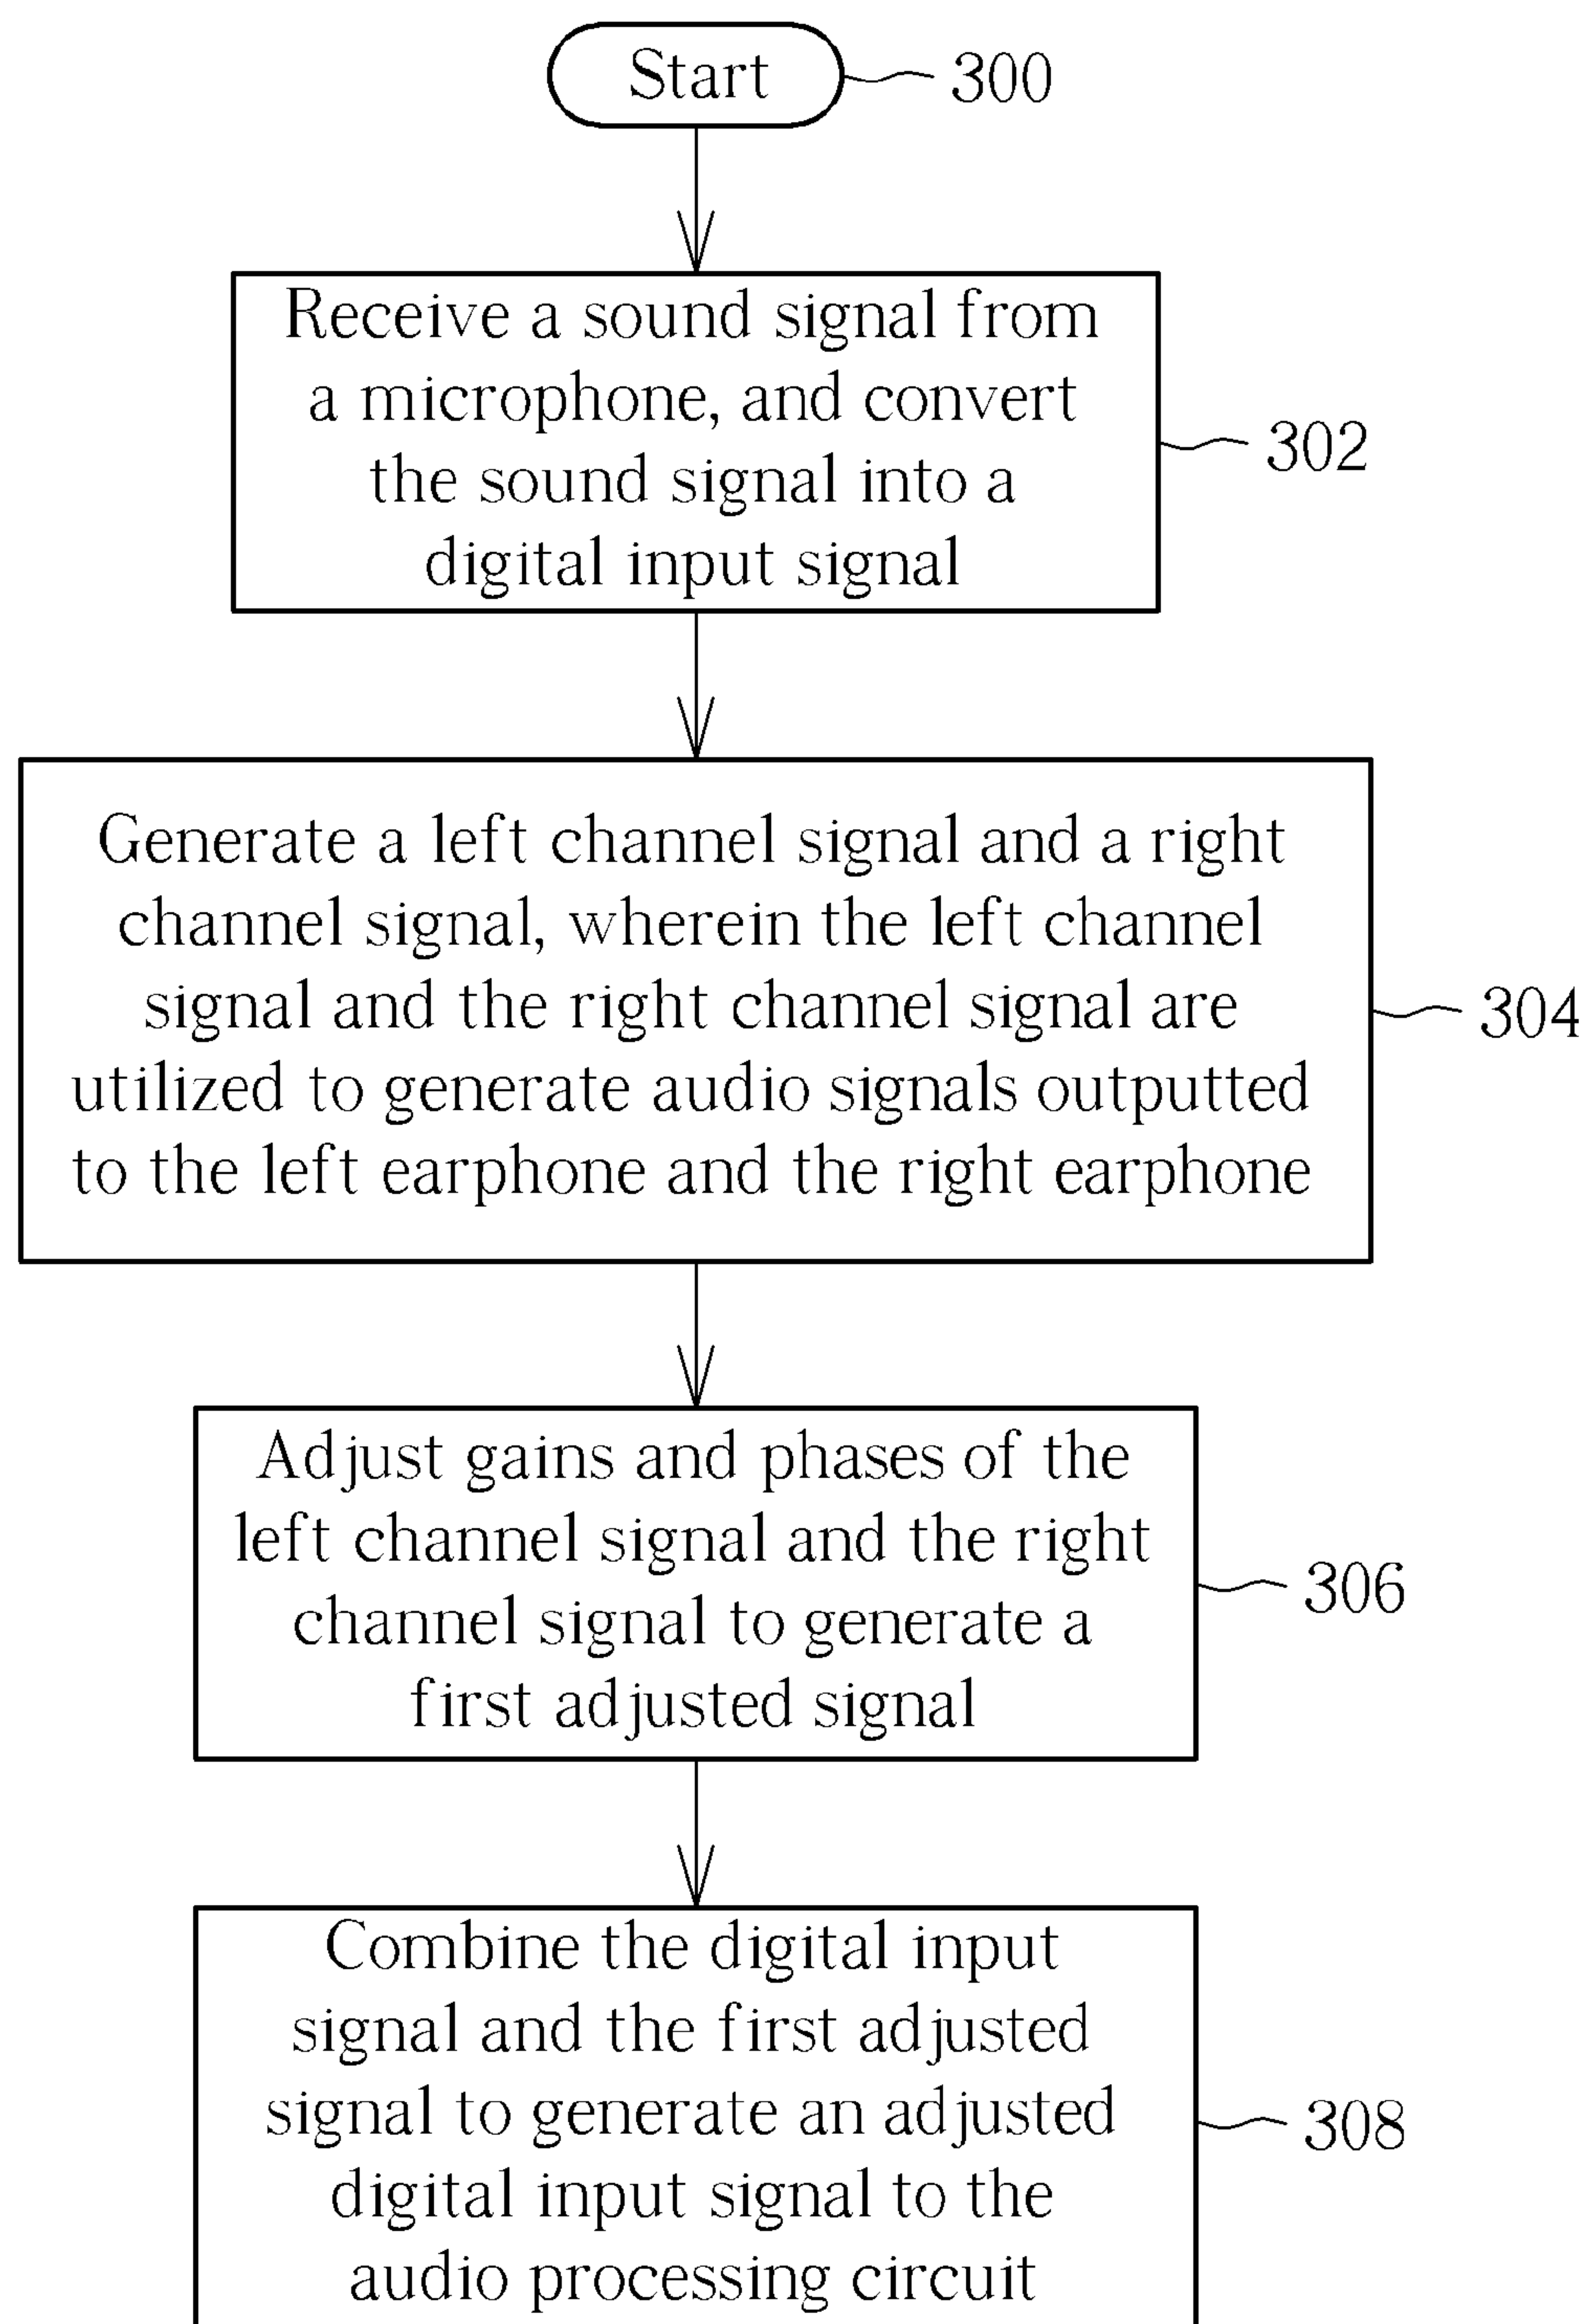 Start
300
Receive a sound signal from
a microphone, and convert
the sound signal into a
digital input signal
302
Generate a left channel signal and a right
channel signal, wherein the left channel
signal and the right channel signal are
utilized to generate audio signals outputted
to the left earphone and the right earphone
304
Adjust gains and phases of the
left channel signal and the right
channel signal to generate a
first adjusted signal
306
Combine the digital input
signal and the first adjusted
signal to generate an adjusted
digital input signal to the
audio processing circuit
308